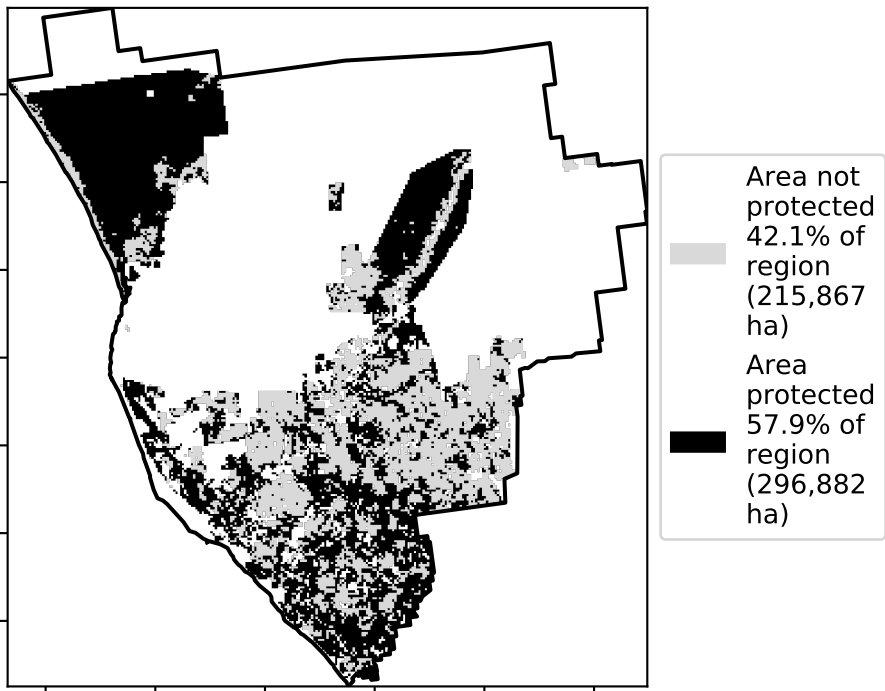 Area not
protected
42.1% of
region
(215,867
ha)
Area
protected
57.9% of
region
(296,882
ha)